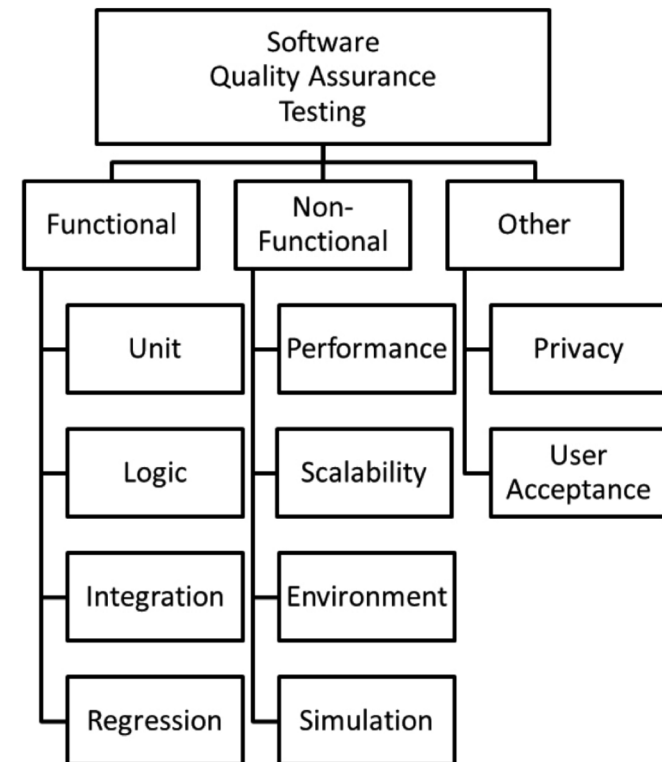 Software
Quality Assurance
Testing
Functional
Non-
Functional
Other
Unit
Performance
Privacy
Logic
Scalability
User
Acceptance
Integration
Environment
Regression
Simulation